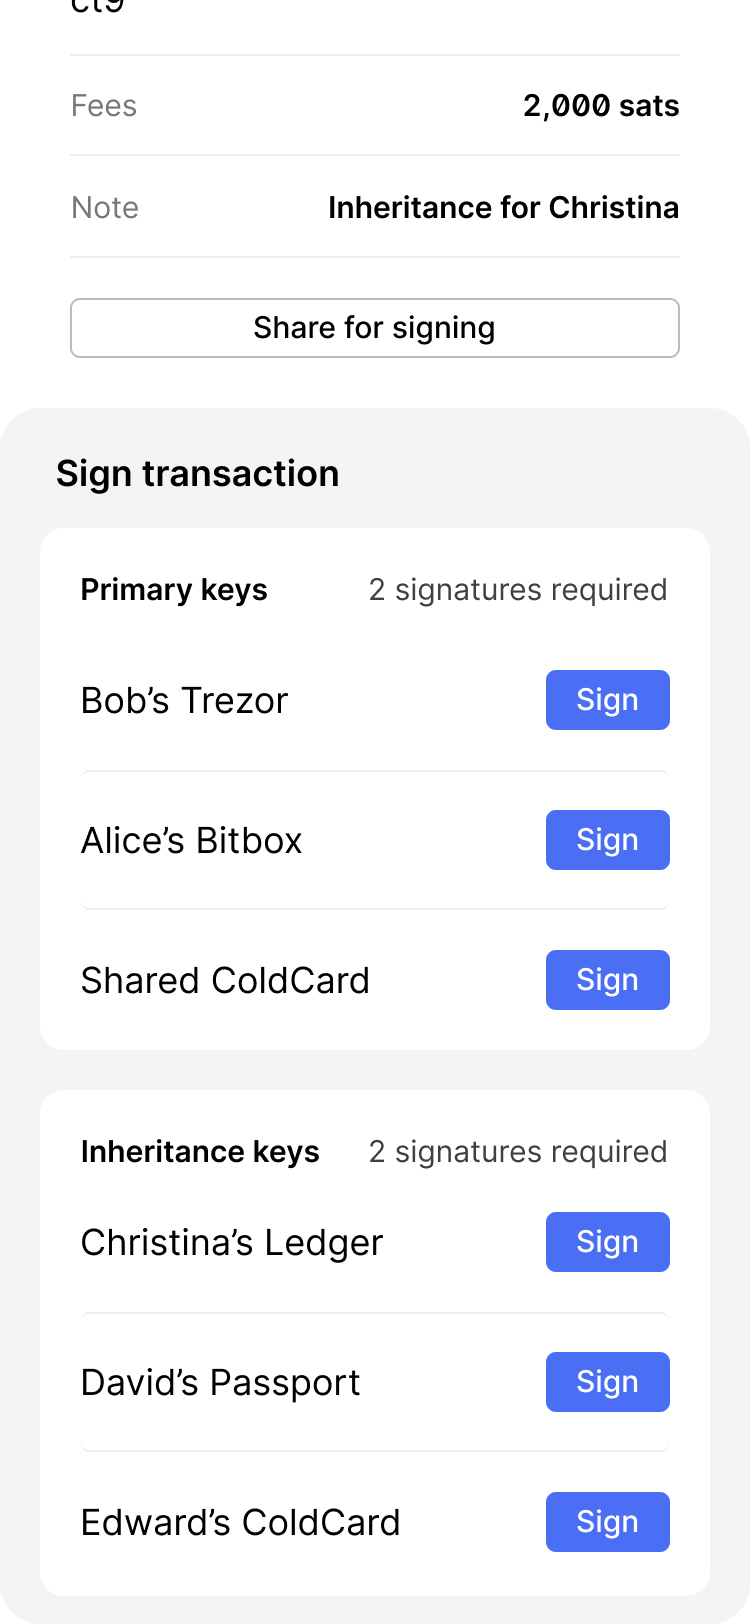 ct9
Fees 2,000 sats
Note Inheritance for Christina
Share for signing
Sign transaction
Primary keys 2 signatures required
Bob’s Trezor Sign
Alice’s Bitbox Sign
Shared ColdCard Sign
Inheritance keys 2 signatures required
Christina’s Ledger Sign
David’s Passport Sign
Edward’s ColdCard Sign